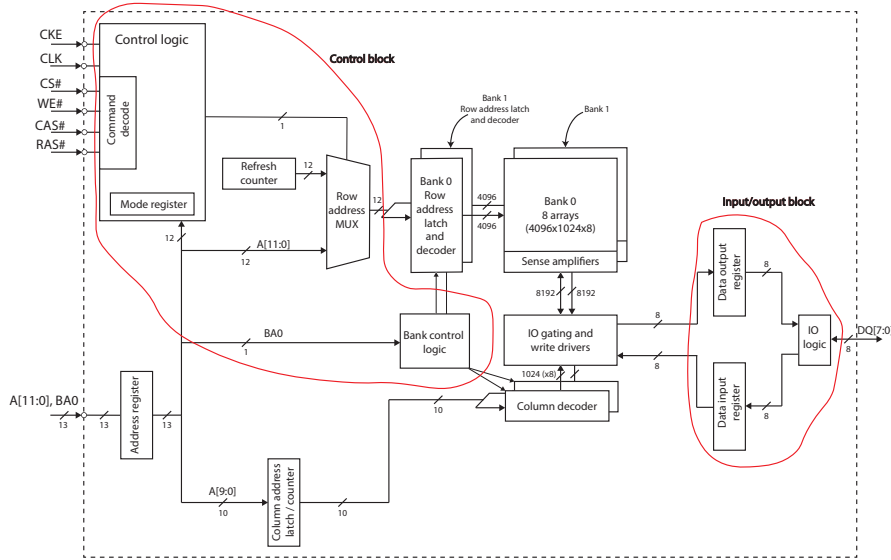 CKE
CLK
CS#
WE#
CAS#
RAS#
Control logic
Command
decode
Mode register
12
Control block
1
Refresh
counter
12
Row
address
MUX
12
A[11:0]
12
BA0
1
Bank control
logic
Bank 1
Row address latch
and decoder
Bank 0
Row
address
latch
and
decoder
4096
4096
Bank 1
Bank 0
8 arrays
(4096x1024x8)
Sense amplifiers
8192
8192
IO gating and
write drivers
1024 (x8)
Column decoder
8
8
Input/output block
Data output
register
8
IO
logic
DQ[7:0]
8
Data input
register
8
A[11:0], BA0
13
13
Address register
13
10
A[9:0]
10
Column address
latch / counter
10